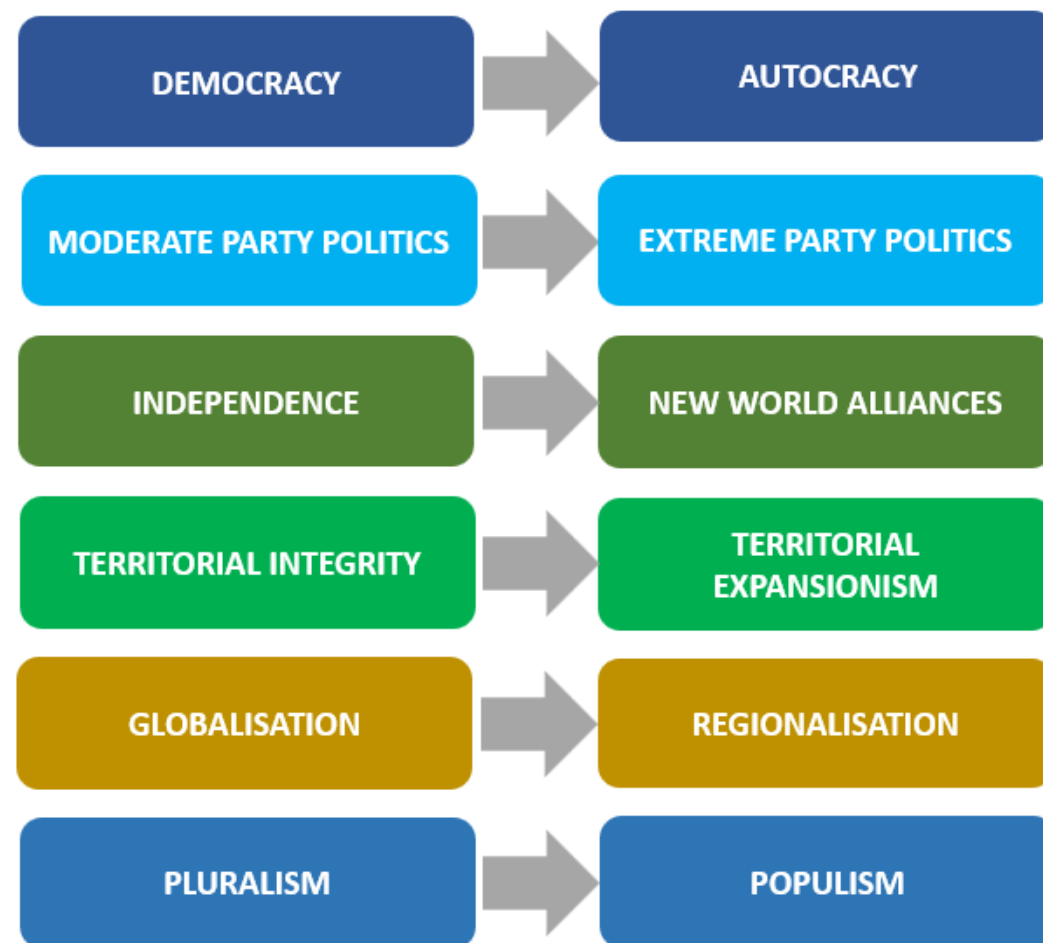 DEMOCRACY
AUTOCRACY
MODERATE PARTY POLITICS
EXTREME PARTY POLITICS
INDEPENDENCE
NEW WORLD ALLIANCES
TERRITORIAL INTEGRITY
TERRITORIAL
EXPANSIONISM
GLOBALISATION
REGIONALISATION
PLURALISM
POPULISM